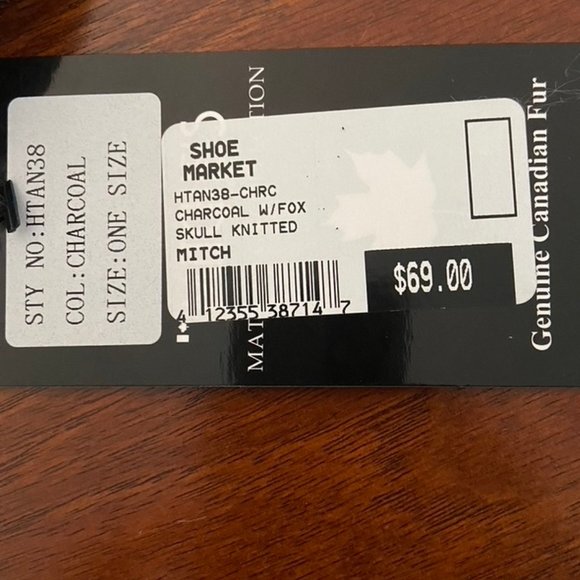 STY NO:HTAN38
COL:CHARCOAL
SIZE:ONE SIZE
SHOE
MARKET
HTAN38-CHRC
CHARCOAL W/FOX
SKULL KNITTED
MITCH
4 12355 38714 7
$69.00
Genuine Canadian Fur